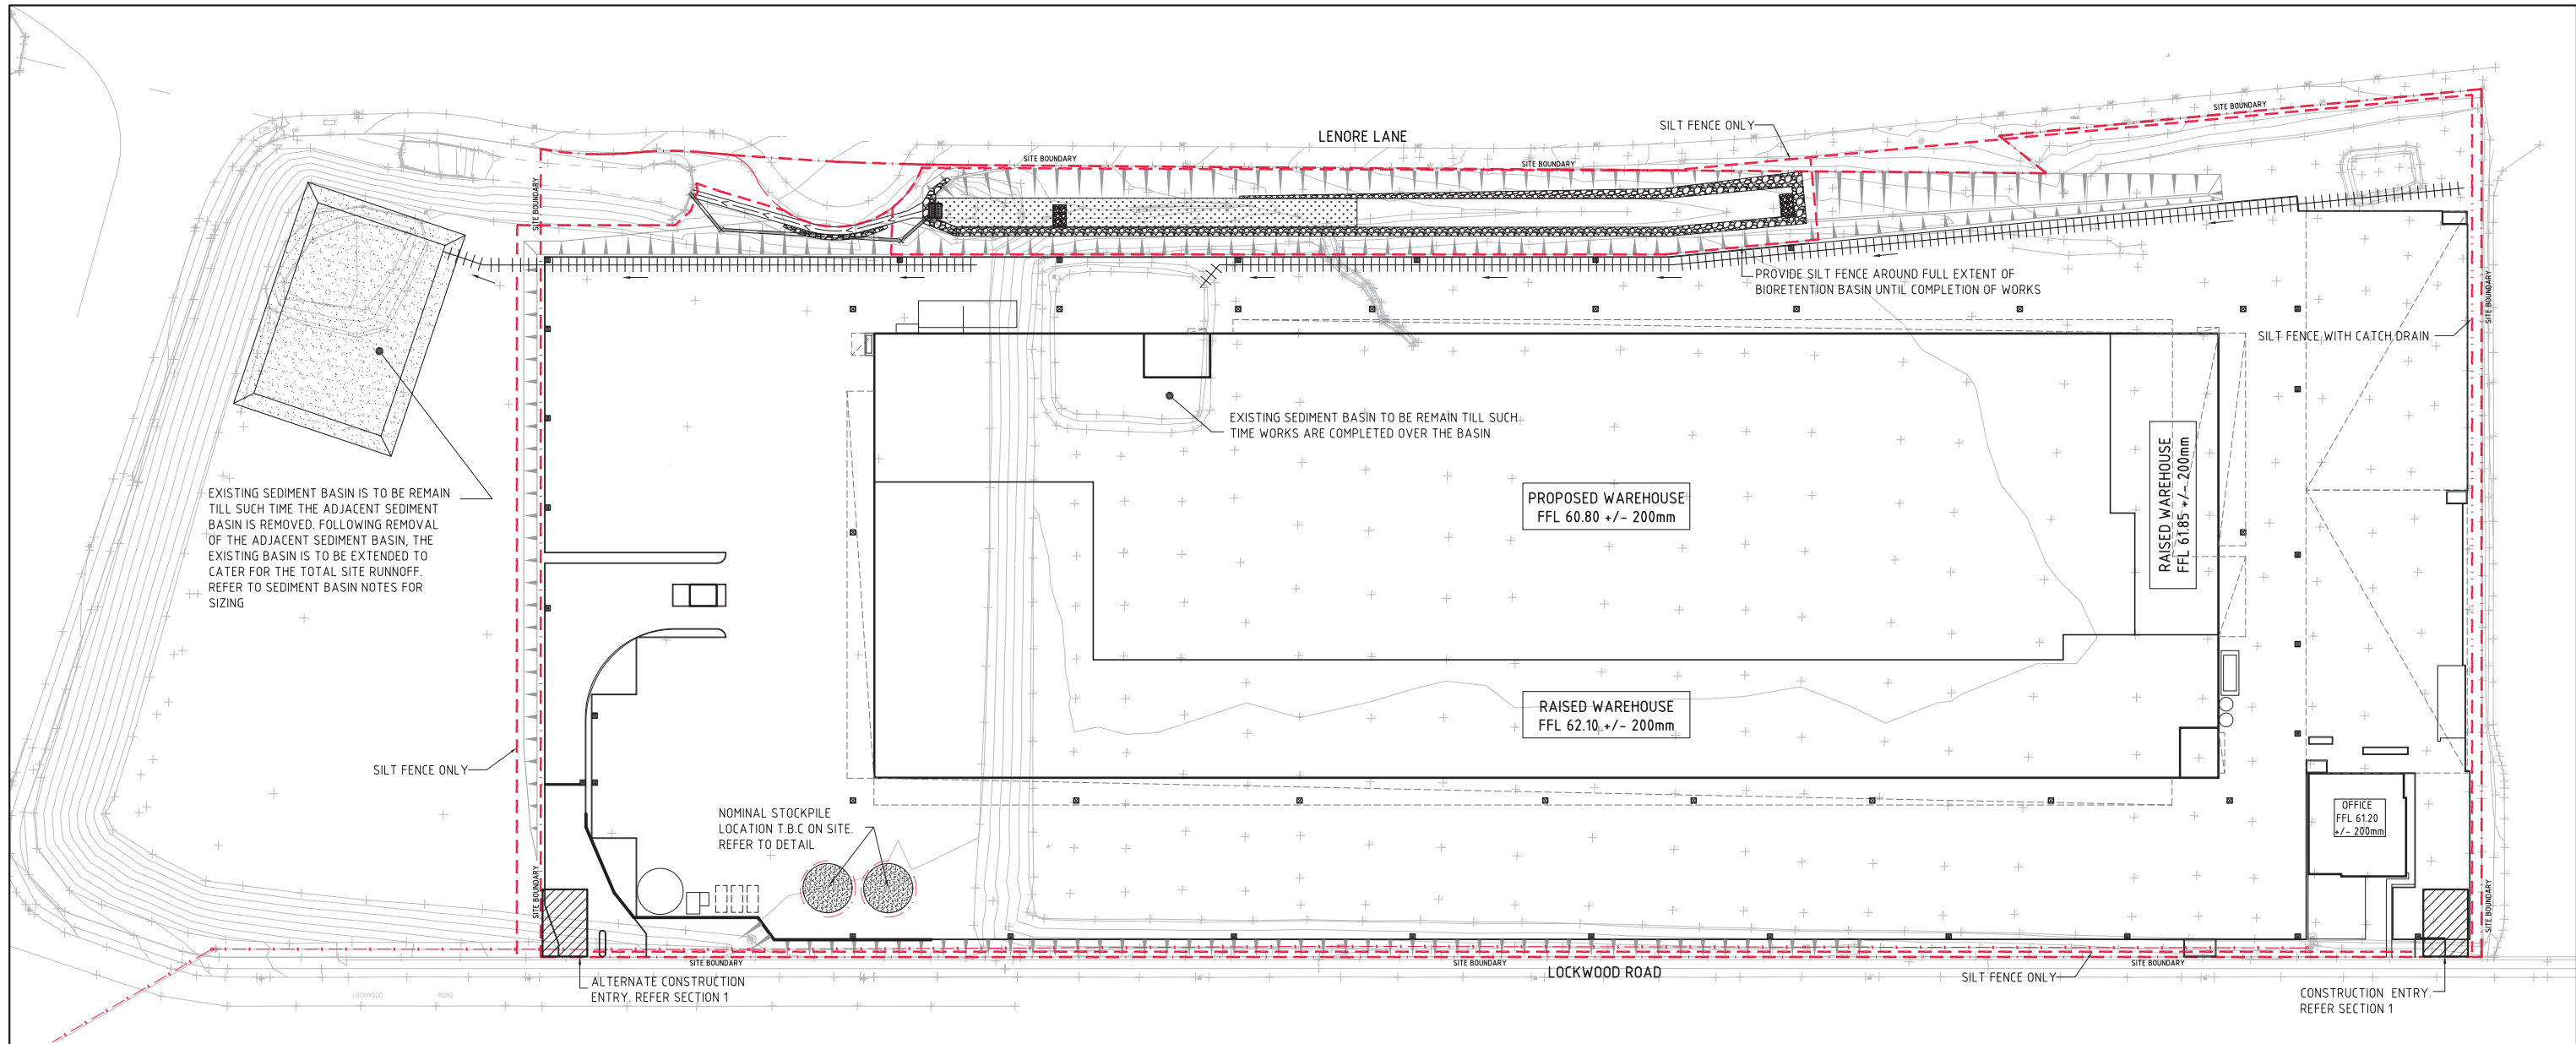 LENORE LANE
SITE BOUNDARY
SITE BOUNDARY
SITE BOUNDARY
SILT FENCE ONLY
SITE BOUNDARY
PROVIDE SILT FENCE AROUND FULL EXTENT OF
BIORETENTION BASIN UNTIL COMPLETION OF WORKS
SITE BOUNDARY
SILT FENCE WITH CATCH DRAIN
EXISTING SEDIMENT BASIN TO BE REMAIN TILL SUCH
TIME WORKS ARE COMPLETED OVER THE BASIN
EXISTING SEDIMENT BASIN IS TO BE REMAIN
TILL SUCH TIME THE ADJACENT SEDIMENT
BASIN IS REMOVED. FOLLOWING REMOVAL
OF THE ADJACENT SEDIMENT BASIN, THE
EXISTING BASIN IS TO BE EXTENDED TO
CATER FOR THE TOTAL SITE RUNNOFF.
REFER TO SEDIMENT BASIN NOTES FOR
SIZING
PROPOSED WAREHOUSE
FFL 60.80 +/- 200mm
RAISED WAREHOUSE
FFL 61.85 +/- 200mm
RAISED WAREHOUSE
FFL 62.10 +/- 200mm
SILT FENCE ONLY
NOMINAL STOCKPILE
LOCATION T.B.C ON SITE.
REFER TO DETAIL
OFFICE
FFL 61.20
+/- 200mm
SITE BOUNDARY
SITE BOUNDARY
SITE BOUNDARY
SITE BOUNDARY
SITE BOUNDARY
LOCKWOOD ROAD
SILT FENCE ONLY
ALTERNATE CONSTRUCTION
ENTRY. REFER SECTION 1
LOCKWOOD ROAD
CONSTRUCTION ENTRY.
REFER SECTION 1